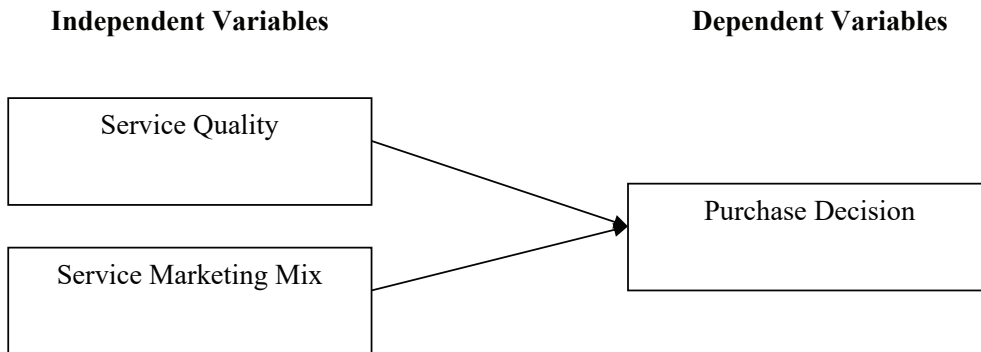 Independent Variables
Dependent Variables
Service Quality
Purchase Decision
Service Marketing Mix